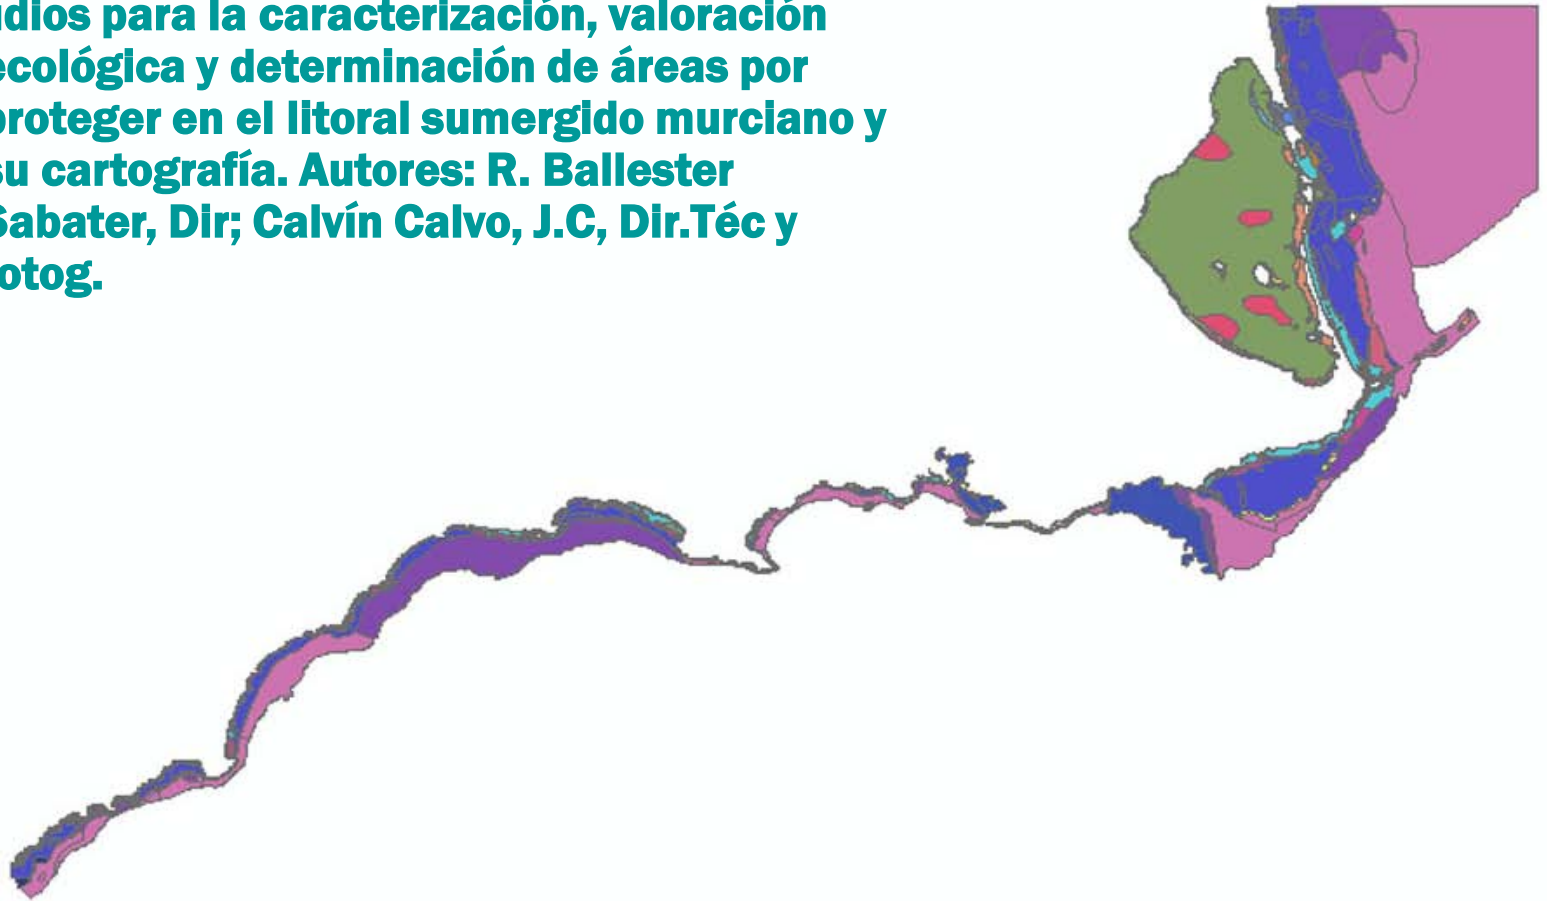 udios para la caracterización, valoración
ecológica y determinación de áreas por
proteger en el litoral sumergido murciano y
su cartografía. Autores: R. Ballester
Sabater, Dir; Calvín Calvo, J.C, Dir.Téc y
fotog.